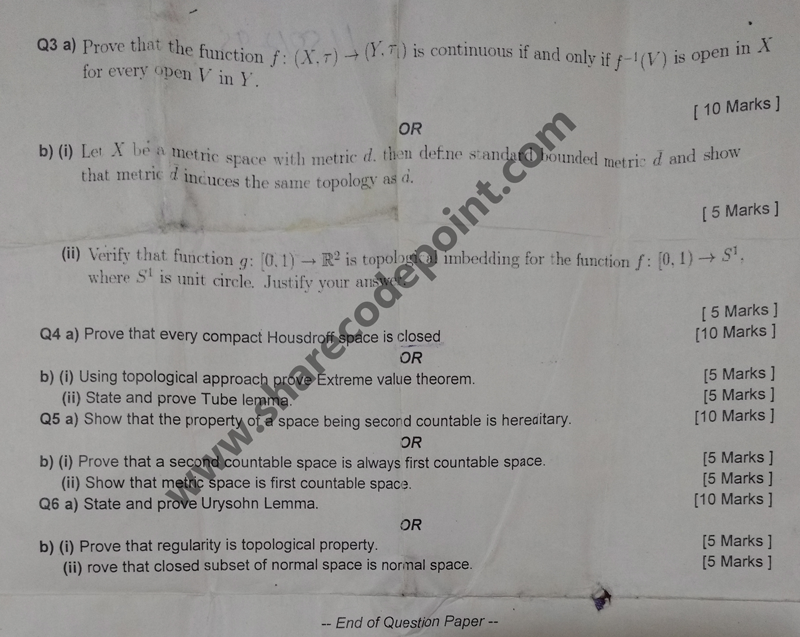 Q3 a) Prove that the function f : (X, τ) → (Y, τ₁) is continuous if and only if f⁻¹(V) is open in X
for every open V in Y.
[ 10 Marks ]
OR
b) (i) Let X be a metric space with metric d. then define standard bounded metric d̄ and show
that metric d̄ induces the same topology as d.
[ 5 Marks ]
(ii) Verify that function g : [0, 1) → ℝ² is topological imbedding for the function f : [0, 1) → S¹,
where S¹ is unit circle. Justify your answer.
[ 5 Marks ]
Q4 a) Prove that every compact Housdroff space is closed [10 Marks ]
OR
b) (i) Using topological approach prove Extreme value theorem. [5 Marks ]
(ii) State and prove Tube lemma. [5 Marks ]
Q5 a) Show that the property of a space being second countable is hereditary. [10 Marks ]
OR
b) (i) Prove that a second countable space is always first countable space. [5 Marks ]
(ii) Show that metric space is first countable space. [5 Marks ]
Q6 a) State and prove Urysohn Lemma. [10 Marks ]
OR
b) (i) Prove that regularity is topological property. [5 Marks ]
(ii) rove that closed subset of normal space is normal space. [5 Marks ]
-- End of Question Paper --
www.sharecodepoint.com